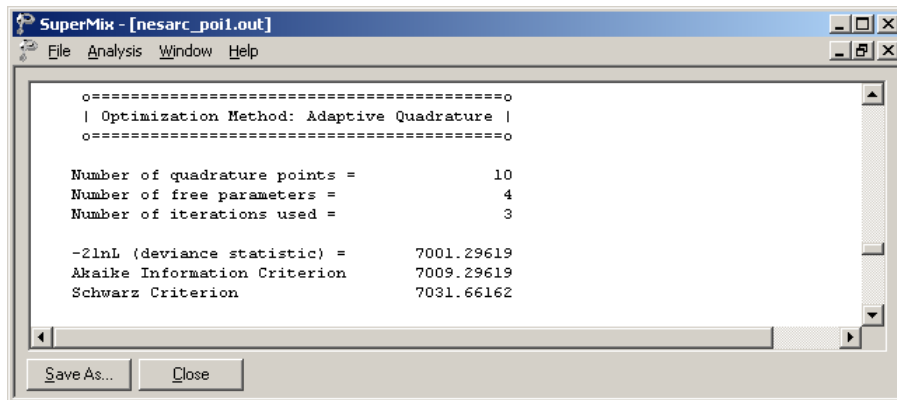 SuperMix - [nesarc_poi1.out]
File Analysis Window Help
o==========================================o
| Optimization Method: Adaptive Quadrature |
o==========================================o
Number of quadrature points = 10
Number of free parameters = 4
Number of iterations used = 3
-2lnL (deviance statistic) = 7001.29619
Akaike Information Criterion 7009.29619
Schwarz Criterion 7031.66162
Save As... Close